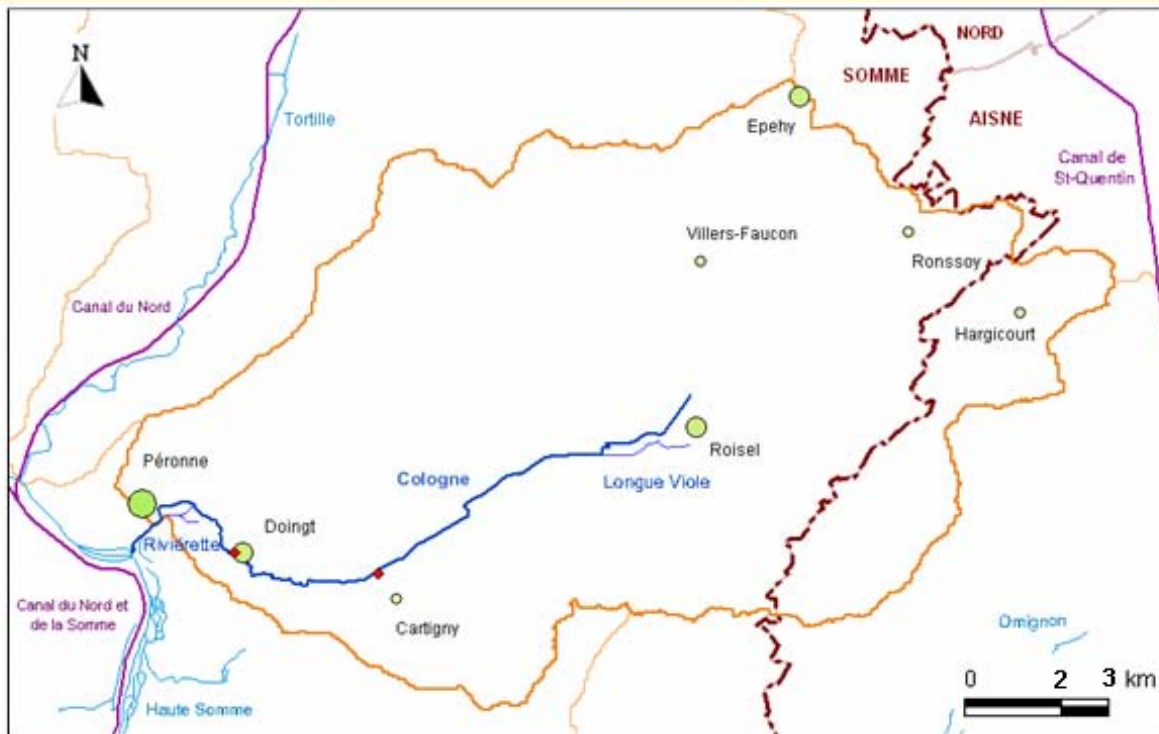 N
NORD
SOMME
AISNE
Epehy
Tortille
Canal de
St-Quentin
Villers-Faucon
Ronssoy
Canal du Nord
Hargicourt
Roisel
Péronne
Cologne
Longue Viole
Doingt
Riviérette
Canal du Nord et
de la Somme
Cartigny
Omignon
0 2 3 km
Haute Somme